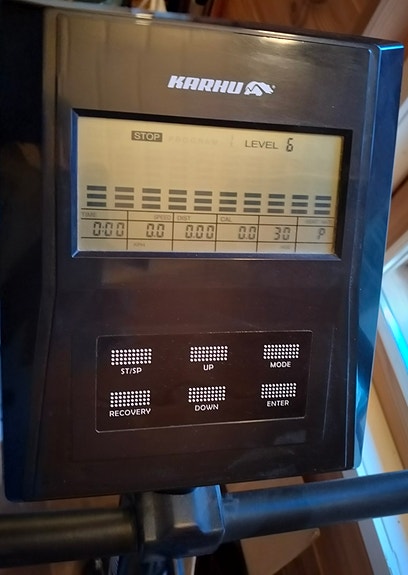 KARHU
STOP PROGRAM LEVEL 6
TIME SPEED DIST CAL
0:00 0.0 0.00 0.0 30 P
ST/SP UP MODE
RECOVERY DOWN ENTER